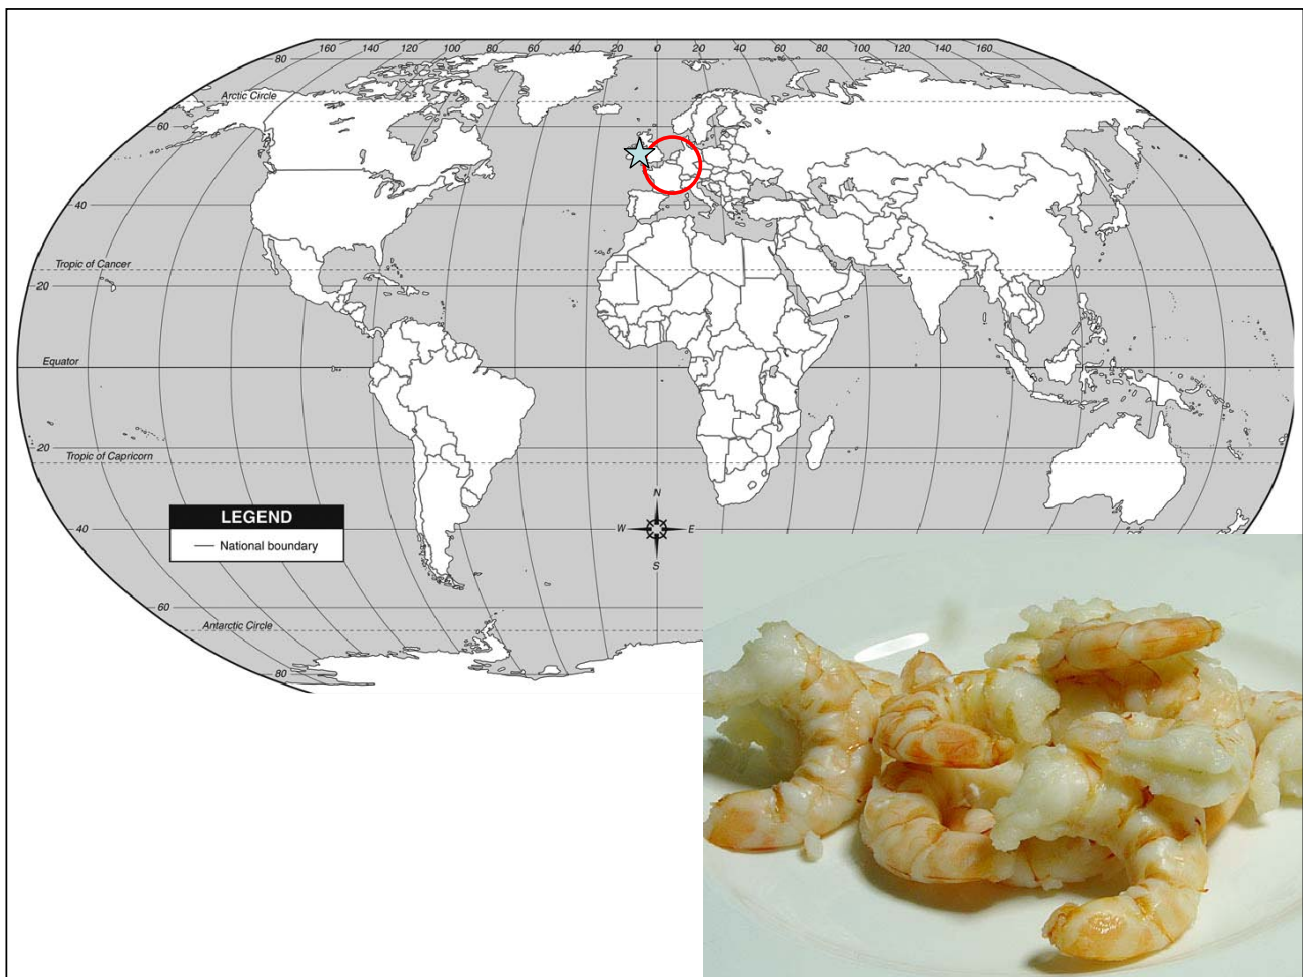 160 140 120 100 80 60 40 20 0 20 40 60 80 100 120 140 160
80
Arctic Circle
60
40
Tropic of Cancer
20
Equator
20
Tropic of Capricorn
LEGEND
National boundary
N
W E
S
40
60
Antarctic Circle
80